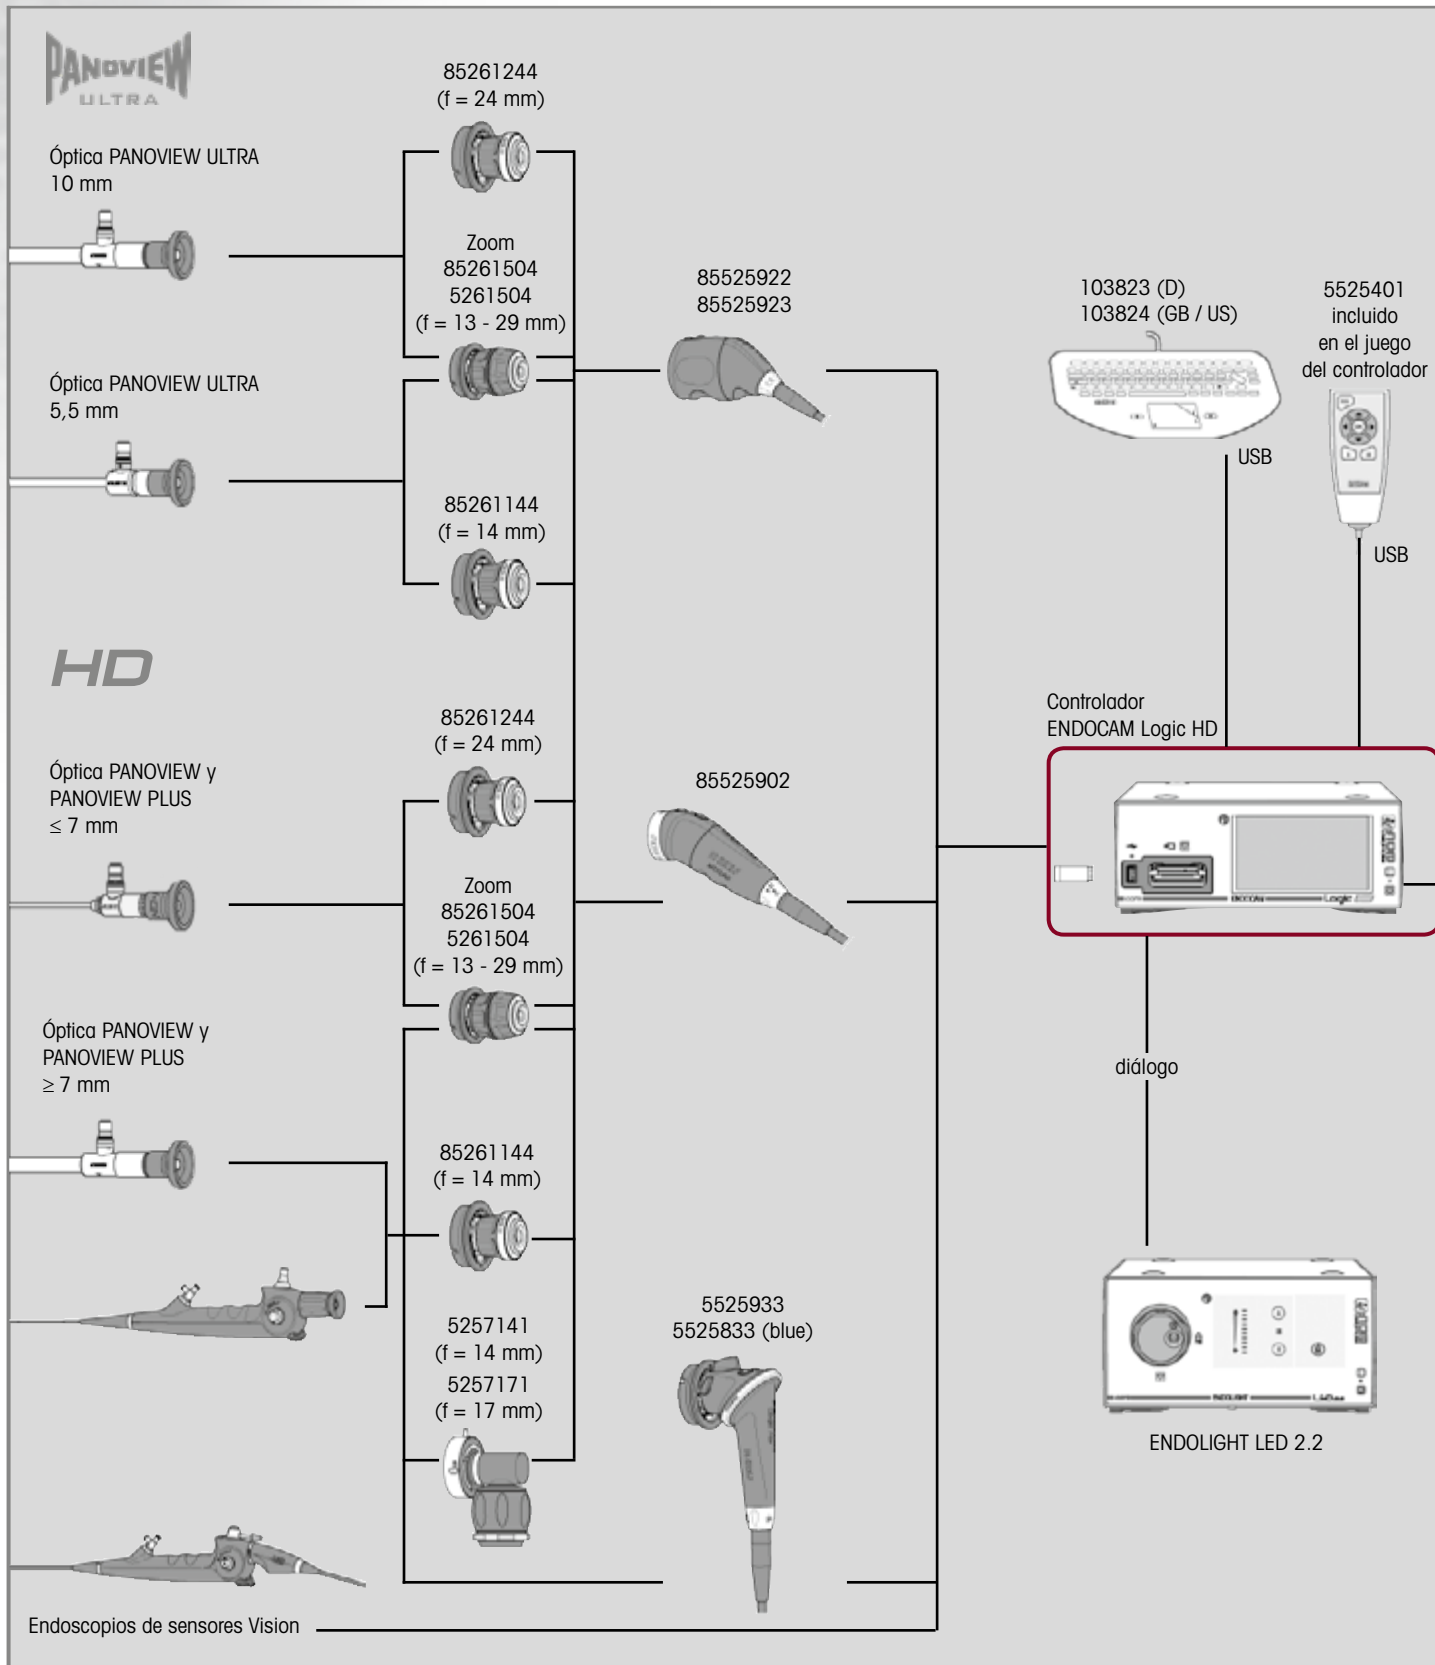 PANOVIEW
ULTRA
85261244
(f = 24 mm)
Óptica PANOVIEW ULTRA
10 mm
Zoom
85261504
5261504
(f = 13 - 29 mm)
85525922
85525923
103823 (D)
103824 (GB / US)
5525401
incluido
en el juego
del controlador
Óptica PANOVIEW ULTRA
5,5 mm
USB
USB
85261144
(f = 14 mm)
HD
85261244
(f = 24 mm)
Controlador
ENDOCAM Logic HD
Óptica PANOVIEW y
PANOVIEW PLUS
≤ 7 mm
85525902
Zoom
85261504
5261504
(f = 13 - 29 mm)
ENDOCAM
Logic
Óptica PANOVIEW y
PANOVIEW PLUS
≥ 7 mm
diálogo
85261144
(f = 14 mm)
5257141
(f = 14 mm)
5257171
(f = 17 mm)
5525933
5525833 (blue)
ENDOLIGHT LED 2.2
Endoscopios de sensores Vision